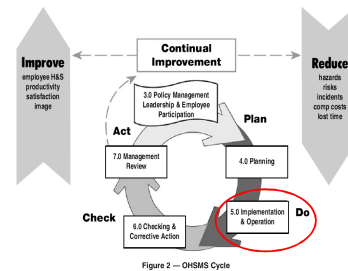 Continual
Improvement
Improve
employee H&S
productivity
satisfaction
image
Reduce
hazards
risks
incidents
comp costs
lost time
3.0 Policy Management
Leadership & Employee
Participation
Act
Plan
7.0 Management
Review
4.0 Planning
Check
6.0 Checking &
Corrective Action
5.0 Implementation
& Operation
Do
Figure 2 — OHSMS Cycle